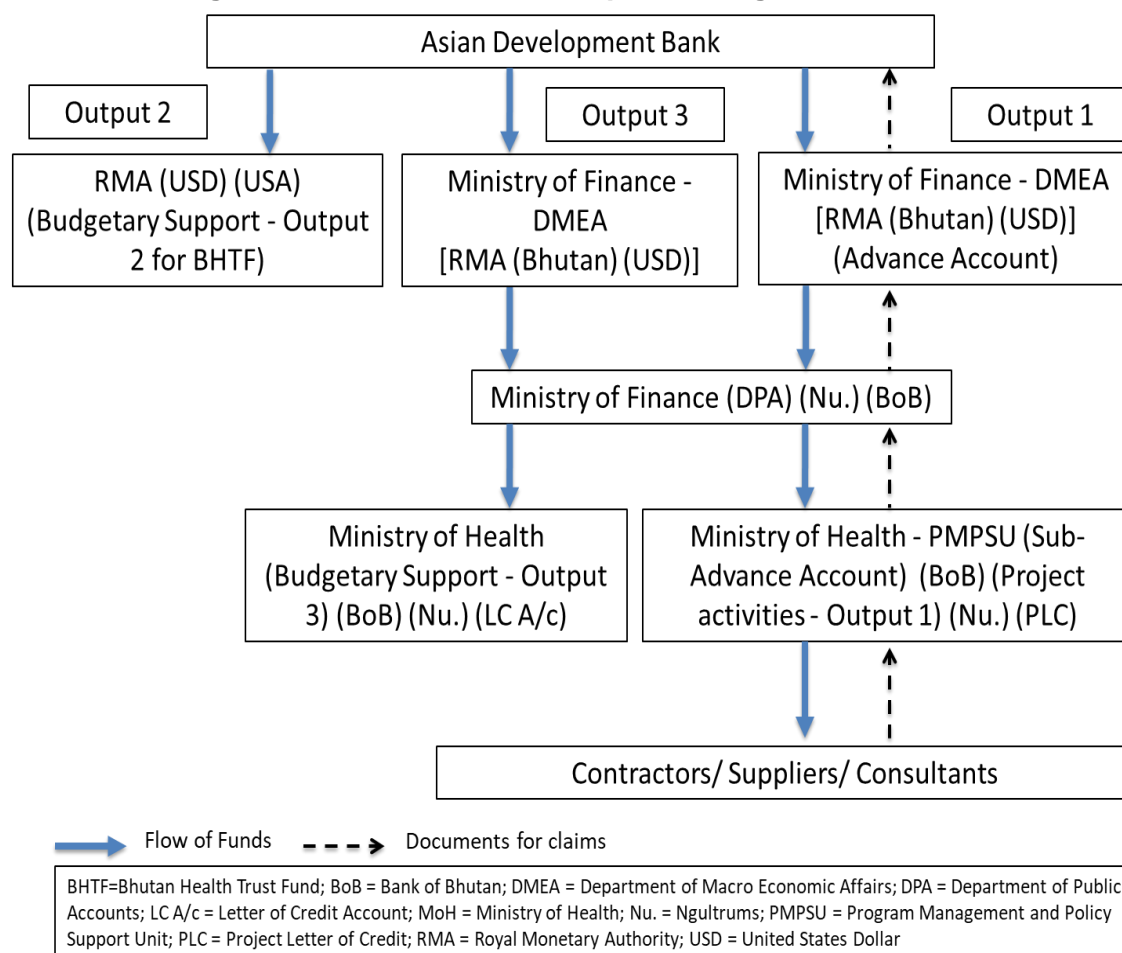 Asian Development Bank
Output 2
Output 3
Output 1
RMA (USD) (USA)
(Budgetary Support - Output
2 for BHTF)
Ministry of Finance -
DMEA
[RMA (Bhutan) (USD)]
Ministry of Finance - DMEA
[RMA (Bhutan) (USD)]
(Advance Account)
Ministry of Finance (DPA) (Nu.) (BoB)
Ministry of Health
(Budgetary Support - Output
3) (BoB) (Nu.) (LC A/c)
Ministry of Health - PMPSU (Sub-
Advance Account) (BoB) (Project
activities - Output 1) (Nu.) (PLC)
Contractors/ Suppliers/ Consultants
Flow of Funds
Documents for claims
BHTF=Bhutan Health Trust Fund; BoB = Bank of Bhutan; DMEA = Department of Macro Economic Affairs; DPA = Department of Public
Accounts; LC A/c = Letter of Credit Account; MoH = Ministry of Health; Nu. = Ngultrums; PMPSU = Program Management and Policy
Support Unit; PLC = Project Letter of Credit; RMA = Royal Monetary Authority; USD = United States Dollar